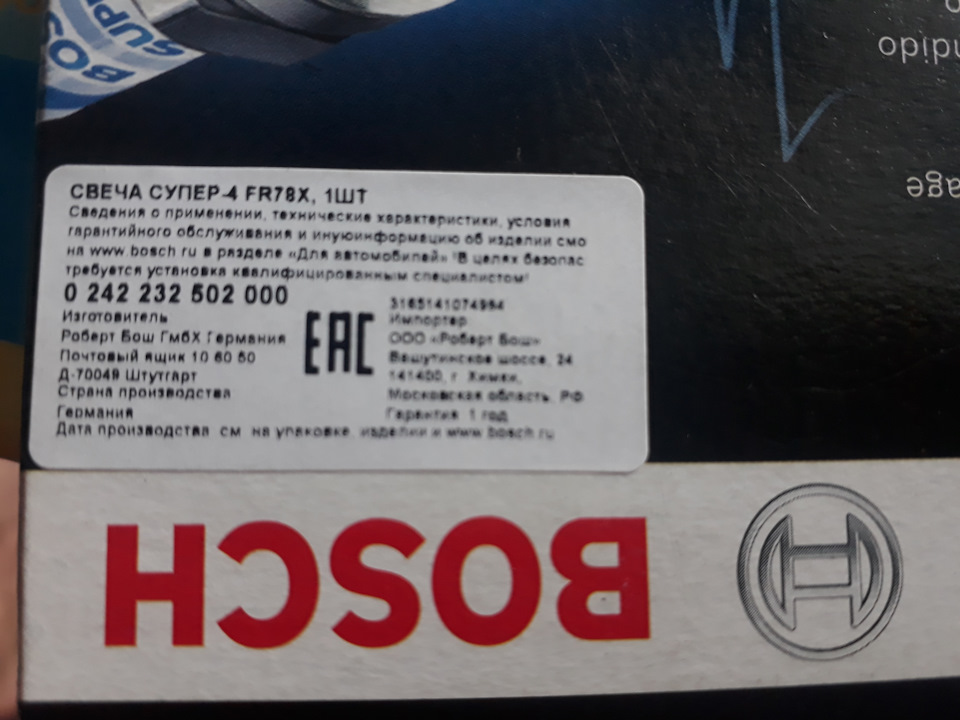 BOS
SUPE
ndido
age
СВЕЧА СУПЕР-4 FR78X, 1ШТ
Сведения о применении, технические характеристики, условия
гарантийного обслуживания и инуюинформацию об изделии смо
на www.bosch.ru в разделе «Для автомобилей» !В целях безопас
требуется установка квалифицированным специалистом!
0 242 232 502 000
Изготовитель
Роберт Бош ГмбХ Германия
Почтовый ящик 10 60 50
Д-70049 Штутгарт
Страна производства
Германия
EAC
3165141074994
Импортер
ООО «Роберт Бош»
Вашутинское шоссе, 24
141400, г. Химки,
Московская область, РФ
Гарантия 1 год
Дата производства см. на упаковке, изделии и www.bosch.ru
BOSCH